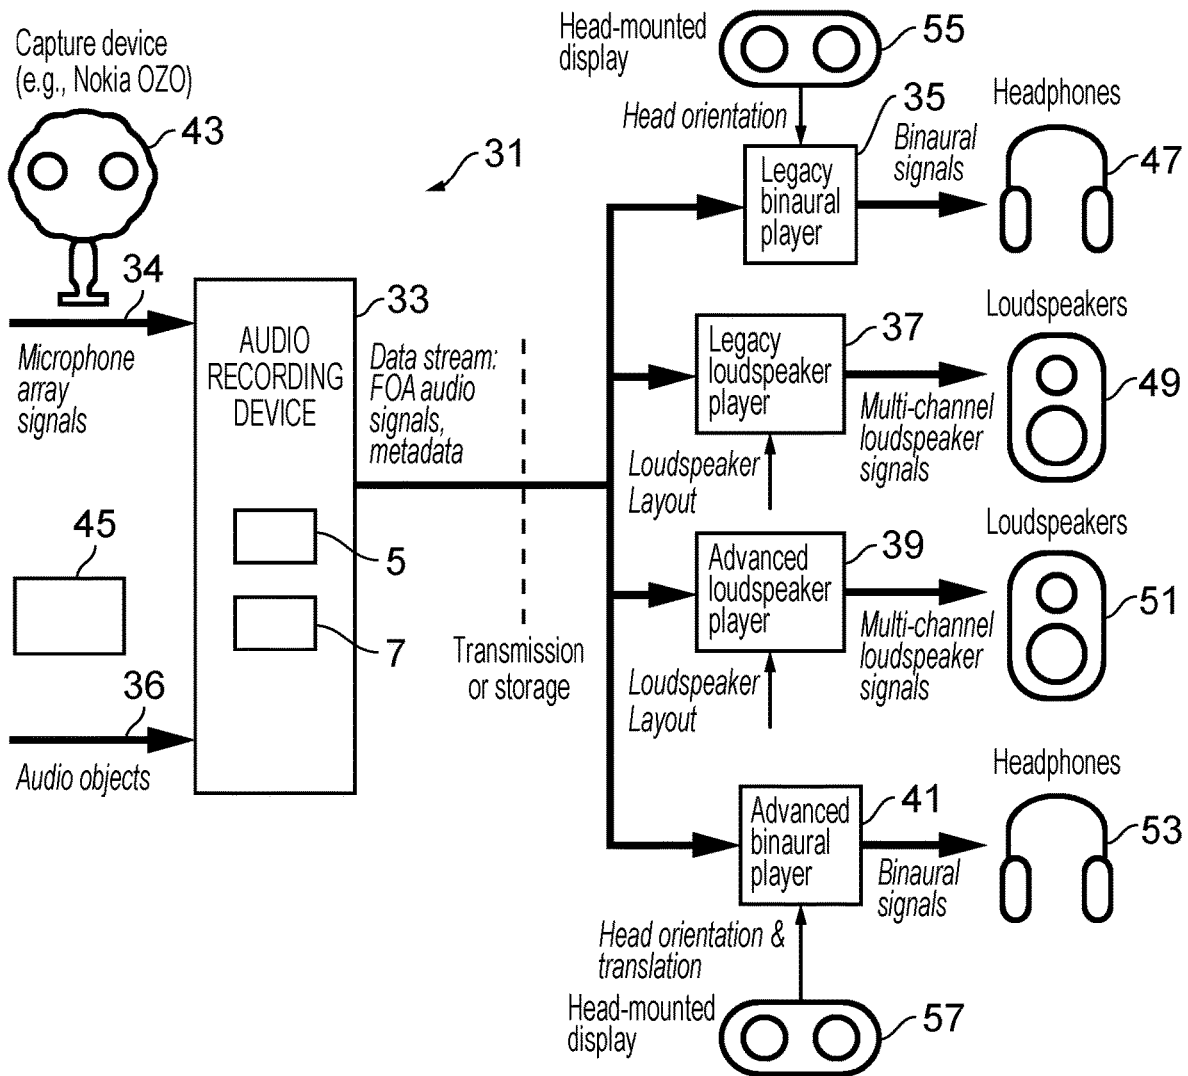 Capture device
(e.g., Nokia OZO)
43
34
Microphone
array
signals
45
36
Audio objects
AUDIO
RECORDING
DEVICE
33
5
7
Data stream:
FOA audio
signals,
metadata
Transmission
or storage
31
Head-mounted
display
55
Head orientation
35
Legacy
binaural
player
Binaural
signals
Headphones
47
Legacy
loudspeaker
player
37
Loudspeaker
Layout
Multi-channel
loudspeaker
signals
Loudspeakers
49
Advanced
loudspeaker
player
39
Loudspeaker
Layout
Multi-channel
loudspeaker
signals
Loudspeakers
51
Advanced
binaural
player
41
Binaural
signals
Headphones
53
Head orientation &
translation
Head-mounted
display
57